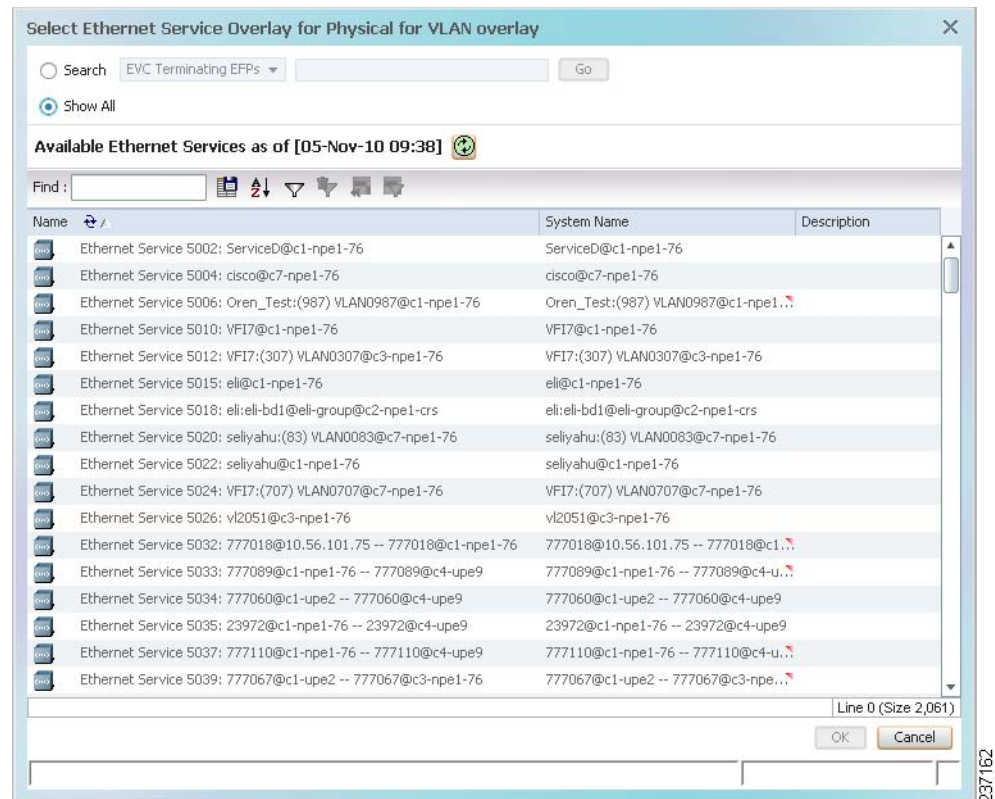 Select Ethernet Service Overlay for Physical for VLAN overlay
Search EVC Terminating EFPs Go
Show All
Available Ethernet Services as of [05-Nov-10 09:38]
Find :
Name System Name Description
Ethernet Service 5002: ServiceD@c1-npe1-76 ServiceD@c1-npe1-76
Ethernet Service 5004: cisco@c7-npe1-76 cisco@c7-npe1-76
Ethernet Service 5006: Oren_Test:(987) VLAN0987@c1-npe1-76 Oren_Test:(987) VLAN0987@c1-npe1...
Ethernet Service 5010: VFI7@c1-npe1-76 VFI7@c1-npe1-76
Ethernet Service 5012: VFI7:(307) VLAN0307@c3-npe1-76 VFI7:(307) VLAN0307@c3-npe1-76
Ethernet Service 5015: eli@c1-npe1-76 eli@c1-npe1-76
Ethernet Service 5018: eli:eli-bd1@eli-group@c2-npe1-crs eli:eli-bd1@eli-group@c2-npe1-crs
Ethernet Service 5020: seliyahu:(83) VLAN0083@c7-npe1-76 seliyahu:(83) VLAN0083@c7-npe1-76
Ethernet Service 5022: seliyahu@c1-npe1-76 seliyahu@c1-npe1-76
Ethernet Service 5024: VFI7:(707) VLAN0707@c7-npe1-76 VFI7:(707) VLAN0707@c7-npe1-76
Ethernet Service 5026: vl2051@c3-npe1-76 vl2051@c3-npe1-76
Ethernet Service 5032: 777018@10.56.101.75 -- 777018@c1-npe1-76 777018@10.56.101.75 -- 777018@c1...
Ethernet Service 5033: 777089@c1-npe1-76 -- 777089@c4-upe9 777089@c1-npe1-76 -- 777089@c4-u...
Ethernet Service 5034: 777060@c1-upe2 -- 777060@c4-upe9 777060@c1-upe2 -- 777060@c4-upe9
Ethernet Service 5035: 23972@c1-npe1-76 -- 23972@c4-upe9 23972@c1-npe1-76 -- 23972@c4-upe9
Ethernet Service 5037: 777110@c1-npe1-76 -- 777110@c4-upe9 777110@c1-npe1-76 -- 777110@c4-u...
Ethernet Service 5039: 777067@c1-upe2 -- 777067@c3-npe1-76 777067@c1-upe2 -- 777067@c3-npe...
Line 0 (Size 2,061)
OK Cancel
237162